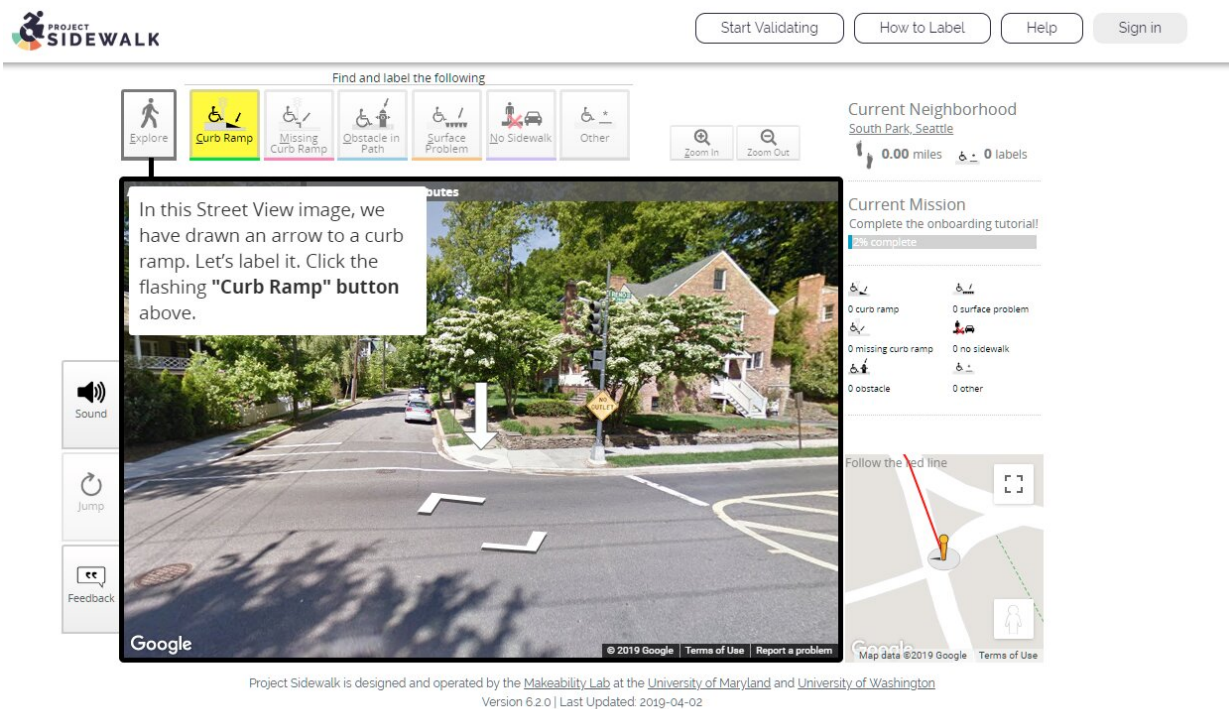 PROJECT
SIDEWALK
Start Validating
How to Label
Help
Sign in
Find and label the following
Explore
Curb Ramp
Missing
Curb Ramp
Obstacle in
Path
Surface
Problem
No Sidewalk
Other
Zoom In
Zoom Out
Current Neighborhood
South Park, Seattle
0.00 miles
0 labels
Current Mission
Complete the onboarding tutorial!
2% complete
0 curb ramp
0 surface problem
0 missing curb ramp
0 no sidewalk
0 obstacle
0 other
In this Street View image, we
have drawn an arrow to a curb
ramp. Let's label it. Click the
flashing "Curb Ramp" button
above.
NO
OUTLET
Sound
Jump
Feedback
Google
© 2019 Google
Terms of Use
Report a problem
Follow the red line
Google
Map data ©2019 Google
Terms of Use
Project Sidewalk is designed and operated by the Makeability Lab at the University of Maryland and University of Washington
Version 6.2.0 | Last Updated: 2019-04-02